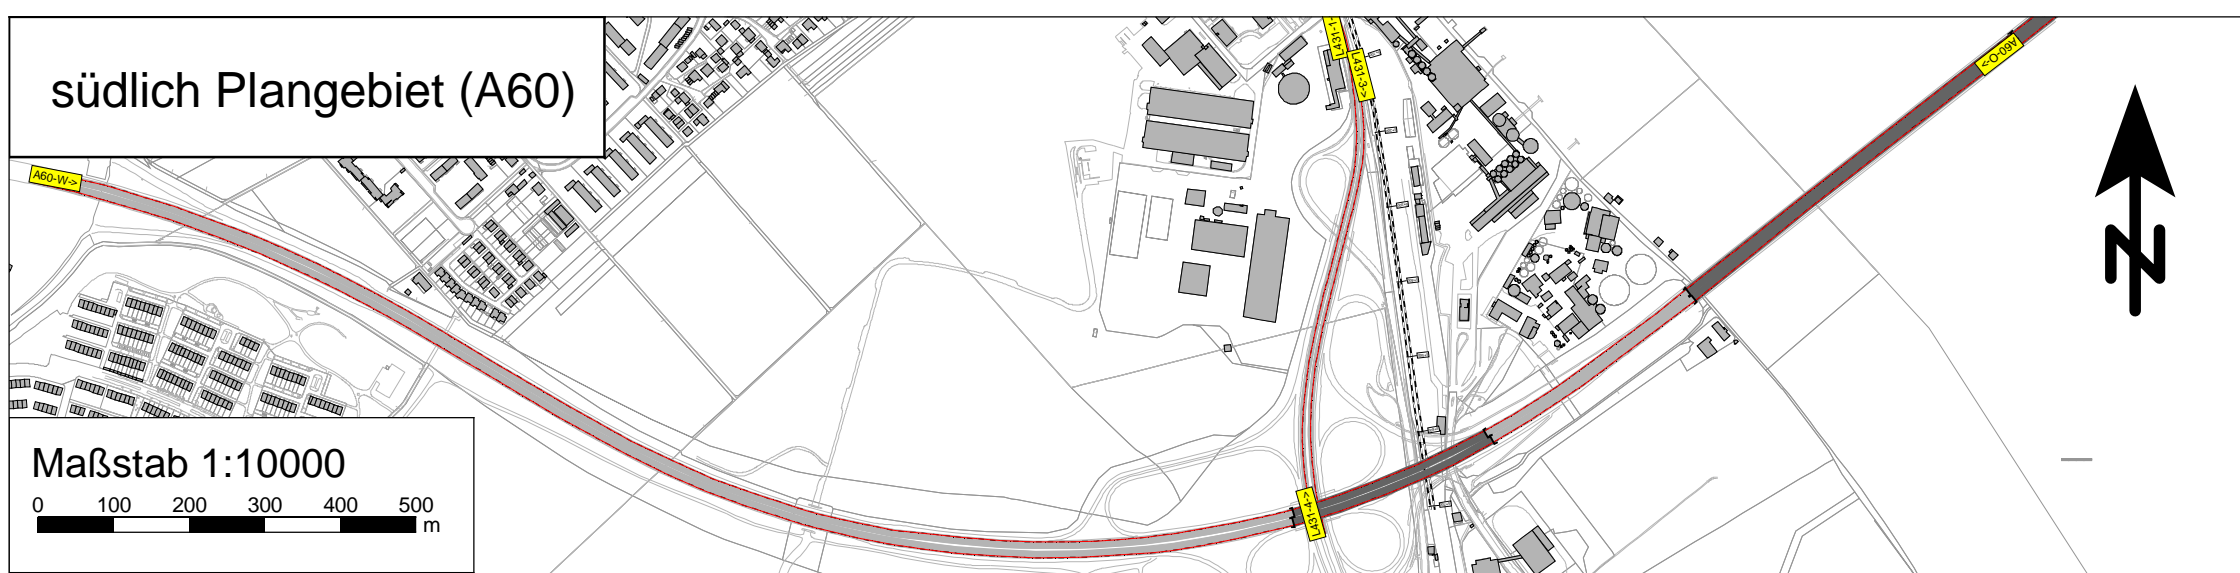 südlich Plangebiet (A60)
A60-W->
L431-1-
L431-3->
A60-O->
L431-4->
Maßstab 1:10000
0 100 200 300 400 500
m
N